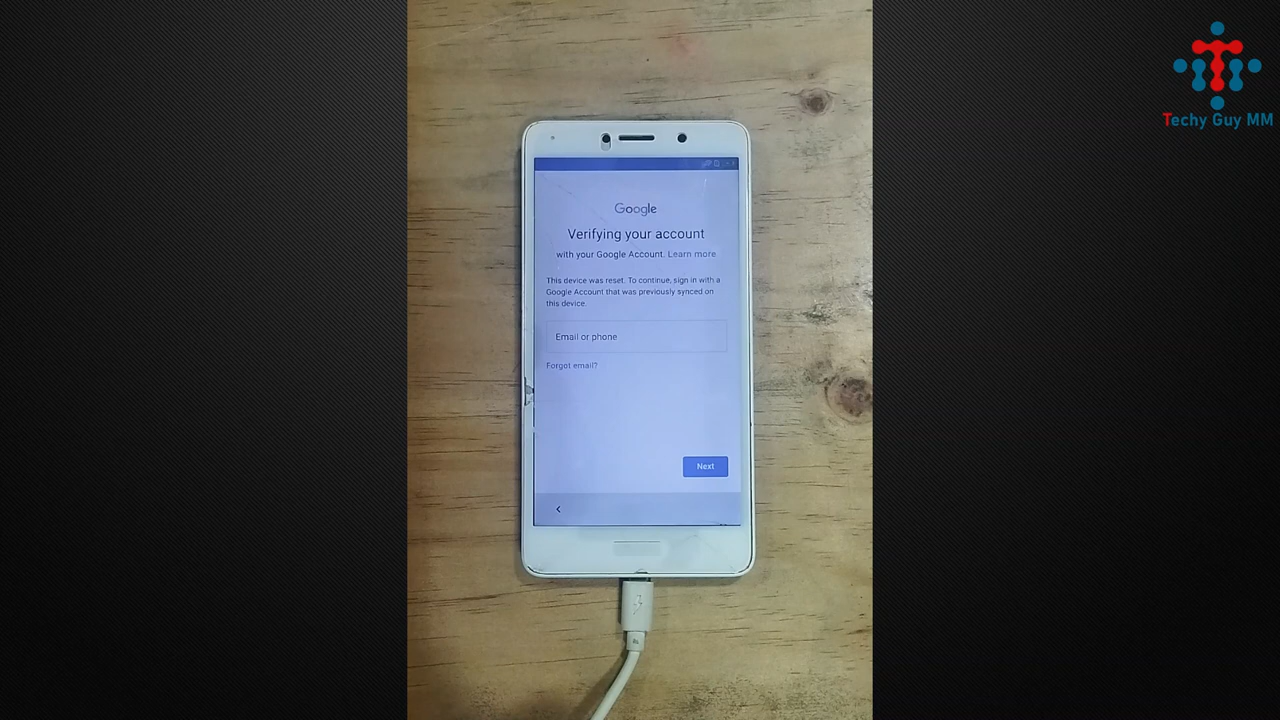 Techy Guy MM
Google
Verifying your account
with your Google Account. Learn more
This device was reset. To continue, sign in with a
Google Account that was previously synced on
this device.
Email or phone
Forgot email?
Next